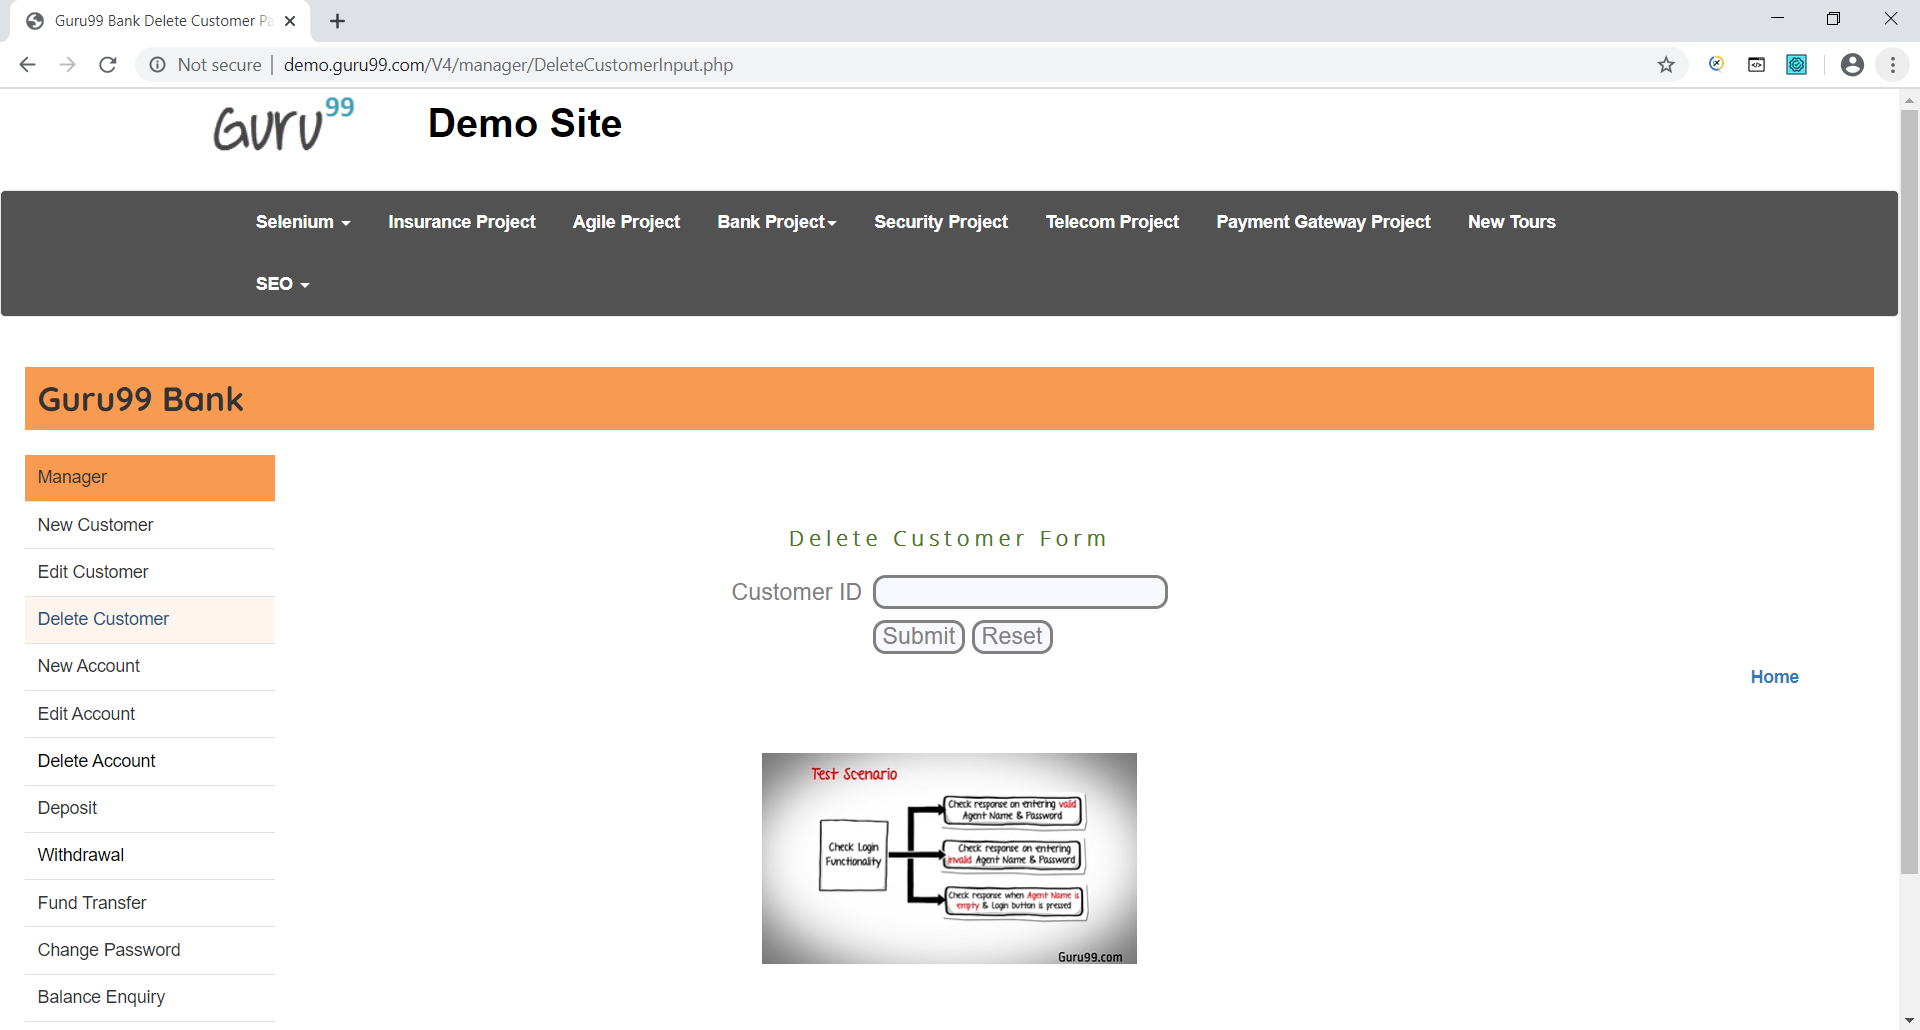 Guru99 Bank Delete Customer Pa
Not secure
demo.guru99.com/V4/manager/DeleteCustomerInput.php
Guru99
Demo Site
Selenium
Insurance Project
Agile Project
Bank Project
Security Project
Telecom Project
Payment Gateway Project
New Tours
SEO
Guru99 Bank
Manager
New Customer
Edit Customer
Delete Customer
New Account
Edit Account
Delete Account
Deposit
Withdrawal
Fund Transfer
Change Password
Balance Enquiry
Delete Customer Form
Customer ID
Submit
Reset
Home
Test Scenario
Check Login
Functionality
Check response on entering valid
Agent Name & Password
Check response on entering
invalid Agent Name & Password
Check response when Agent Name is
empty & Login button is pressed
Guru99.com